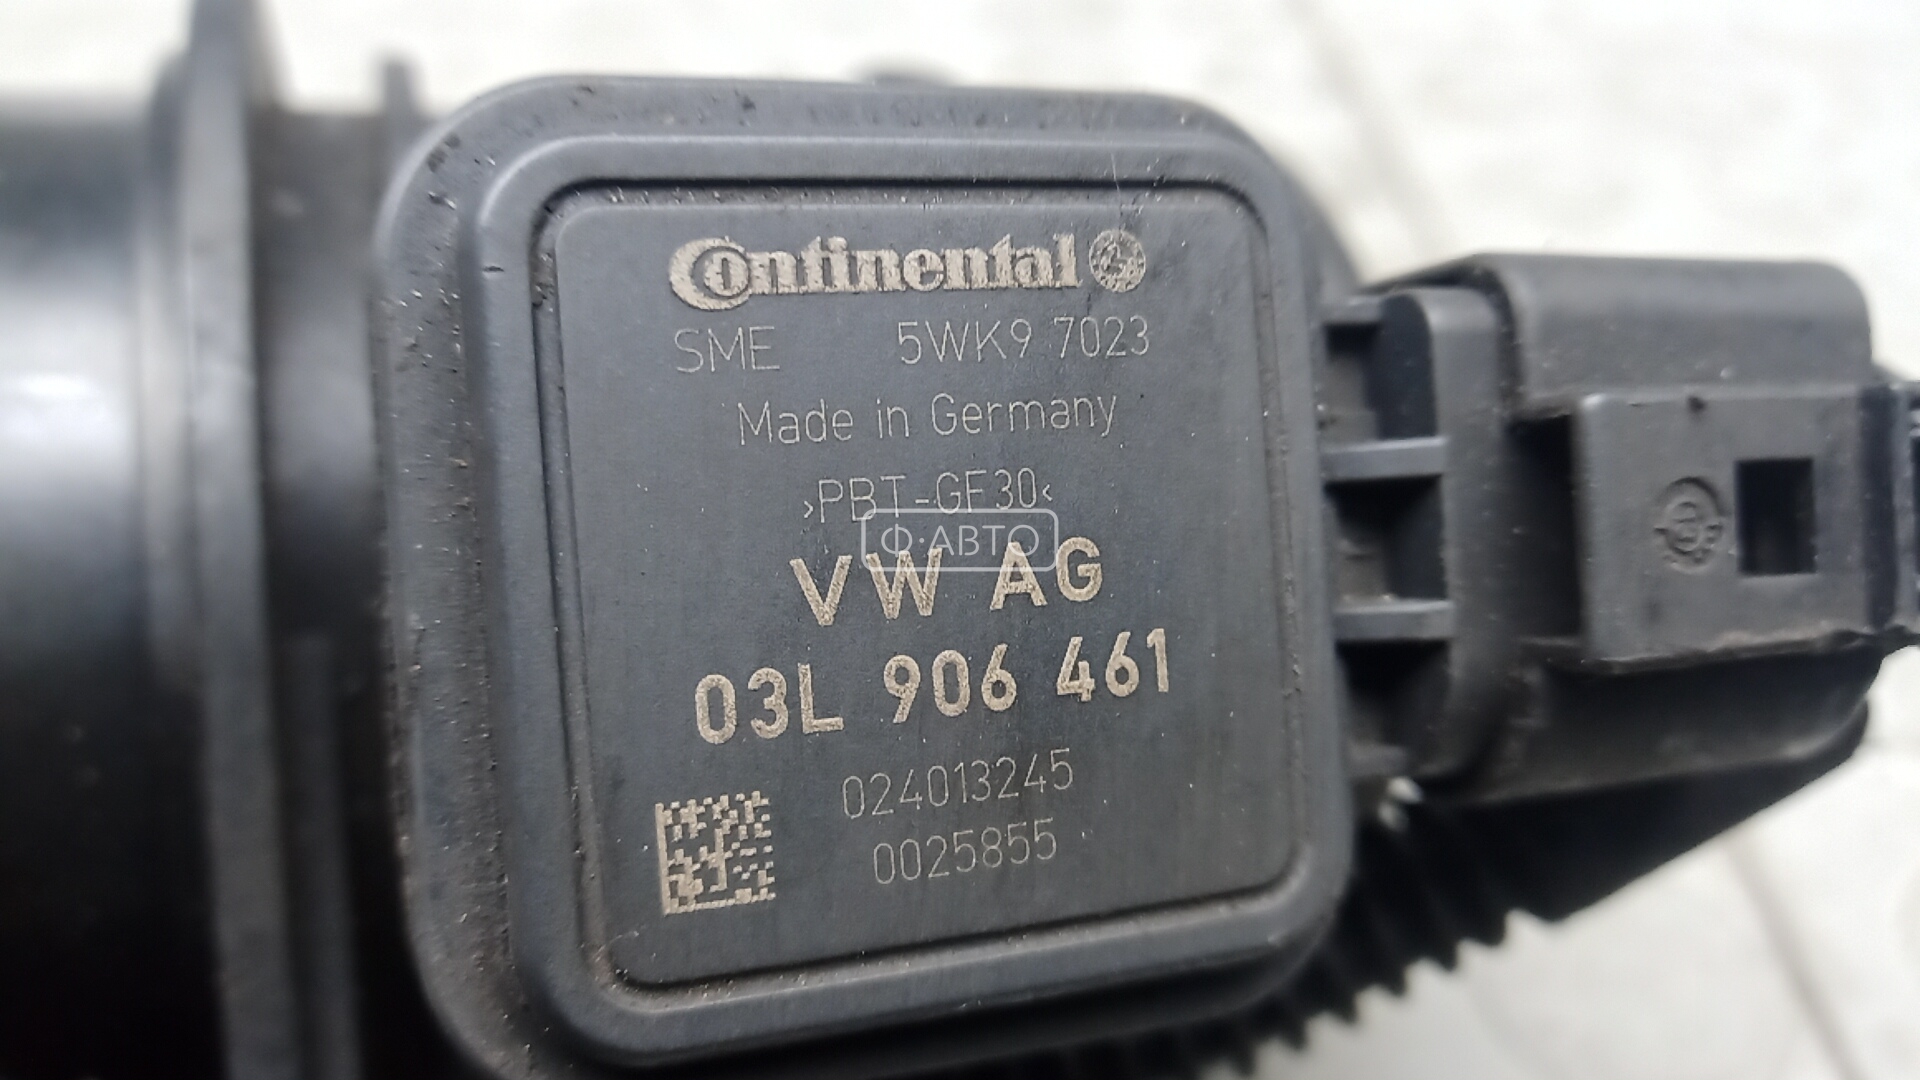 Continental
SME 5WK9 7023
Made in Germany
›PBT-GF30‹
Ф·АВТО
VW AG
03L 906 461
024013245
0025855